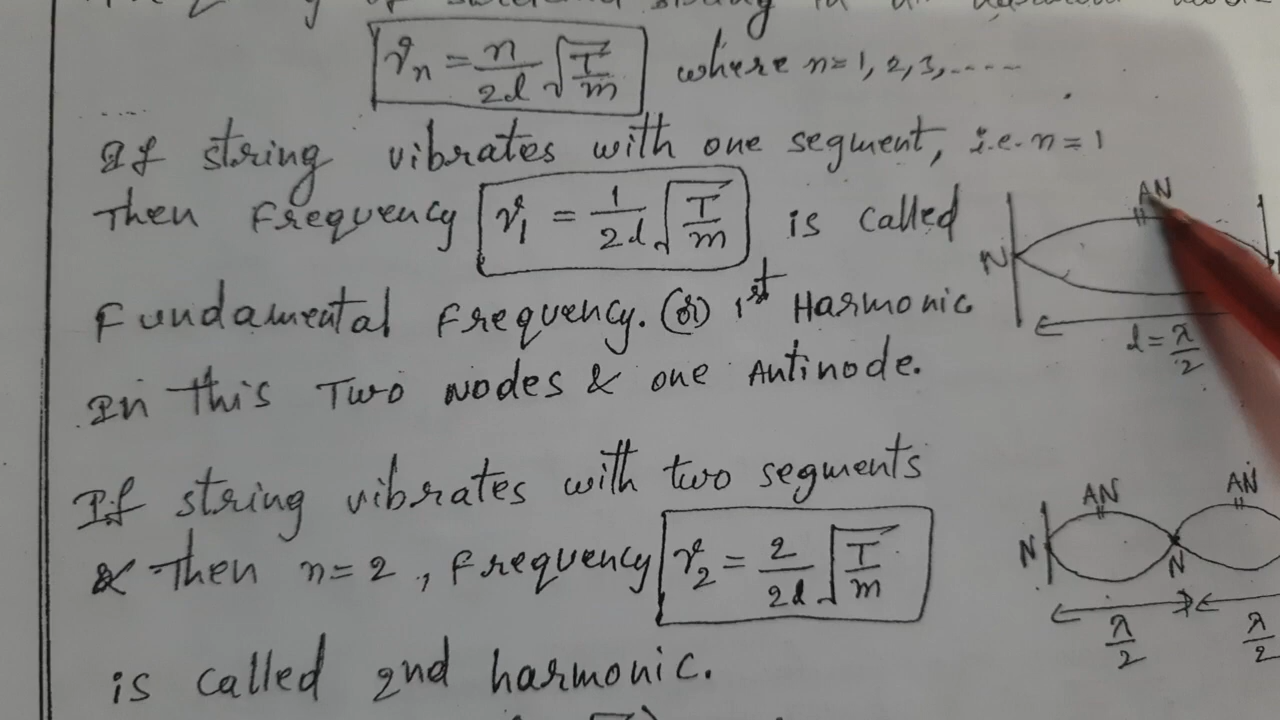 string in
νn = n/2l √T/m where n=1, 2, 3, .....
If string vibrates with one segment, i.e. n=1
Then Frequency ν1 = 1/2l √T/m is called
Fundamental Frequency. (or) 1st Harmonic
In this Two Nodes & one Antinode.
AN
N
l = λ/2
If string vibrates with two segments
& Then n=2, Frequency ν2 = 2/2l √T/m
is called 2nd harmonic.
AN AN
N N
λ/2 λ/2